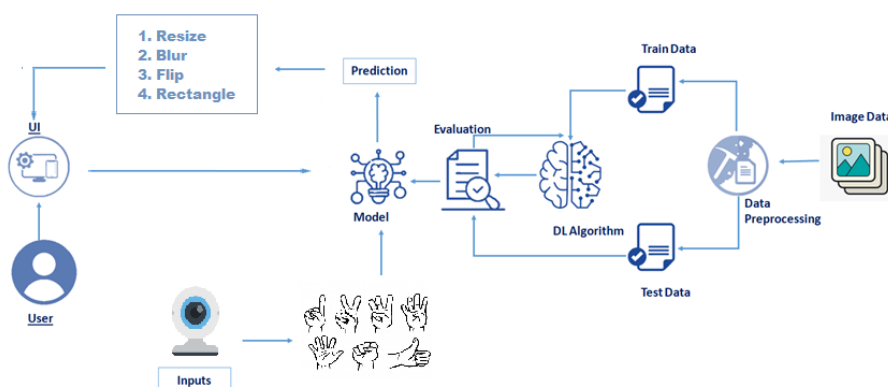 1. Resize
2. Blur
3. Flip
4. Rectangle
Prediction
Train Data
Image Data
UI
Evaluation
Model
DL Algorithm
Data
Preprocessing
User
Test Data
Inputs